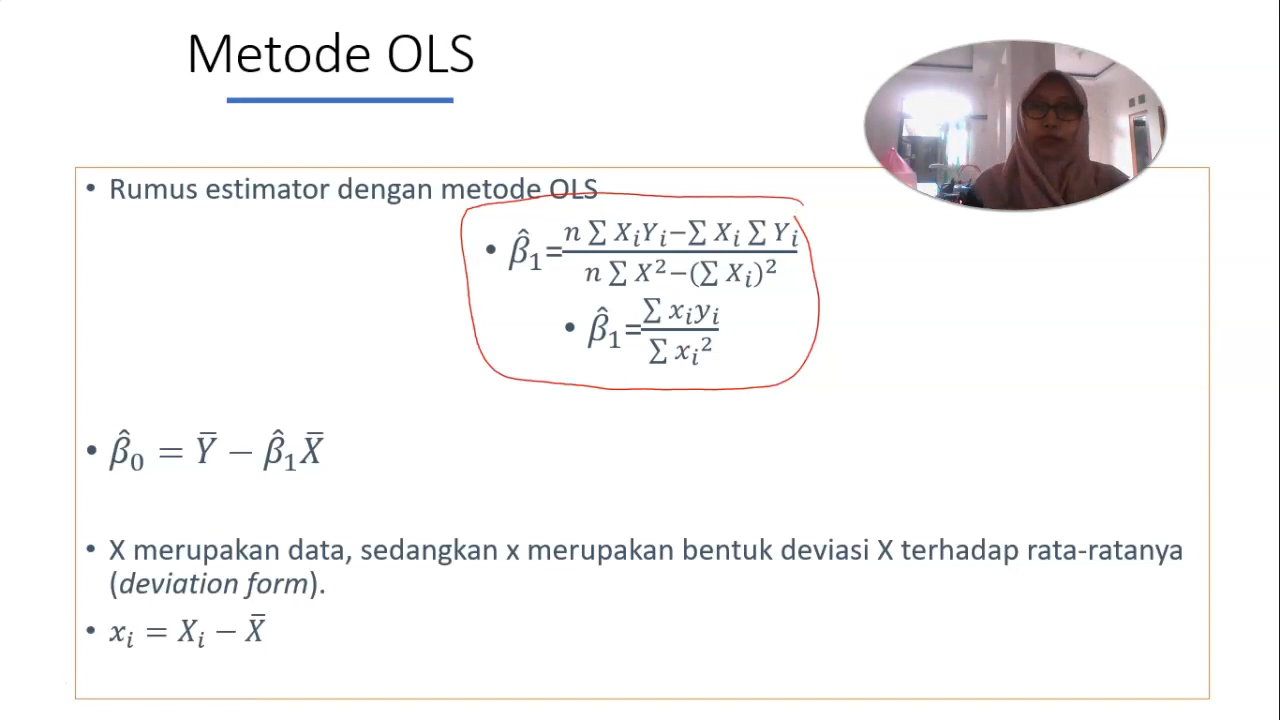 Metode OLS
• Rumus estimator dengan metode OLS
• β̂₁=(n ∑ XᵢYᵢ−∑ Xᵢ ∑ Yᵢ)/(n ∑ X²−(∑ Xᵢ)²)
• β̂₁=(∑ xᵢyᵢ)/(∑ xᵢ²)
• β̂₀ = Ȳ − β̂₁X̄
• X merupakan data, sedangkan x merupakan bentuk deviasi X terhadap rata-ratanya
(deviation form).
• xᵢ = Xᵢ − X̄